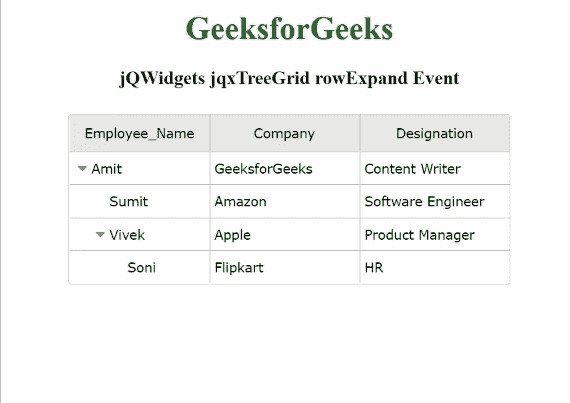 GeeksforGeeks
jQWidgets jqxTreeGrid rowExpand Event
Employee_Name Company Designation
Amit GeeksforGeeks Content Writer
Sumit Amazon Software Engineer
Vivek Apple Product Manager
Soni Flipkart HR